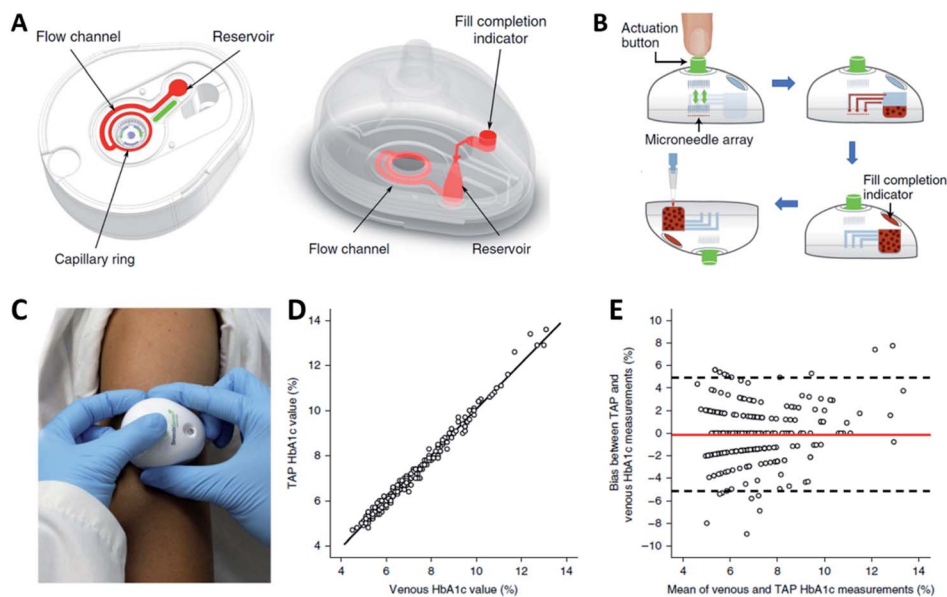 A
Flow channel
Reservoir
Capillary ring
Fill completion
indicator
Flow channel
Reservoir
B
Actuation
button
Microneedle array
Fill completion
indicator
C
D
TAP HbA1c value (%)
14
12
10
8
6
4
4 6 8 10 12 14
Venous HbA1c value (%)
E
Bias between TAP and
venous HbA1c measurements (%)
10
8
6
4
2
0
−2
−4
−6
−8
−10
4 6 8 10 12 14
Mean of venous and TAP HbA1c measurements (%)